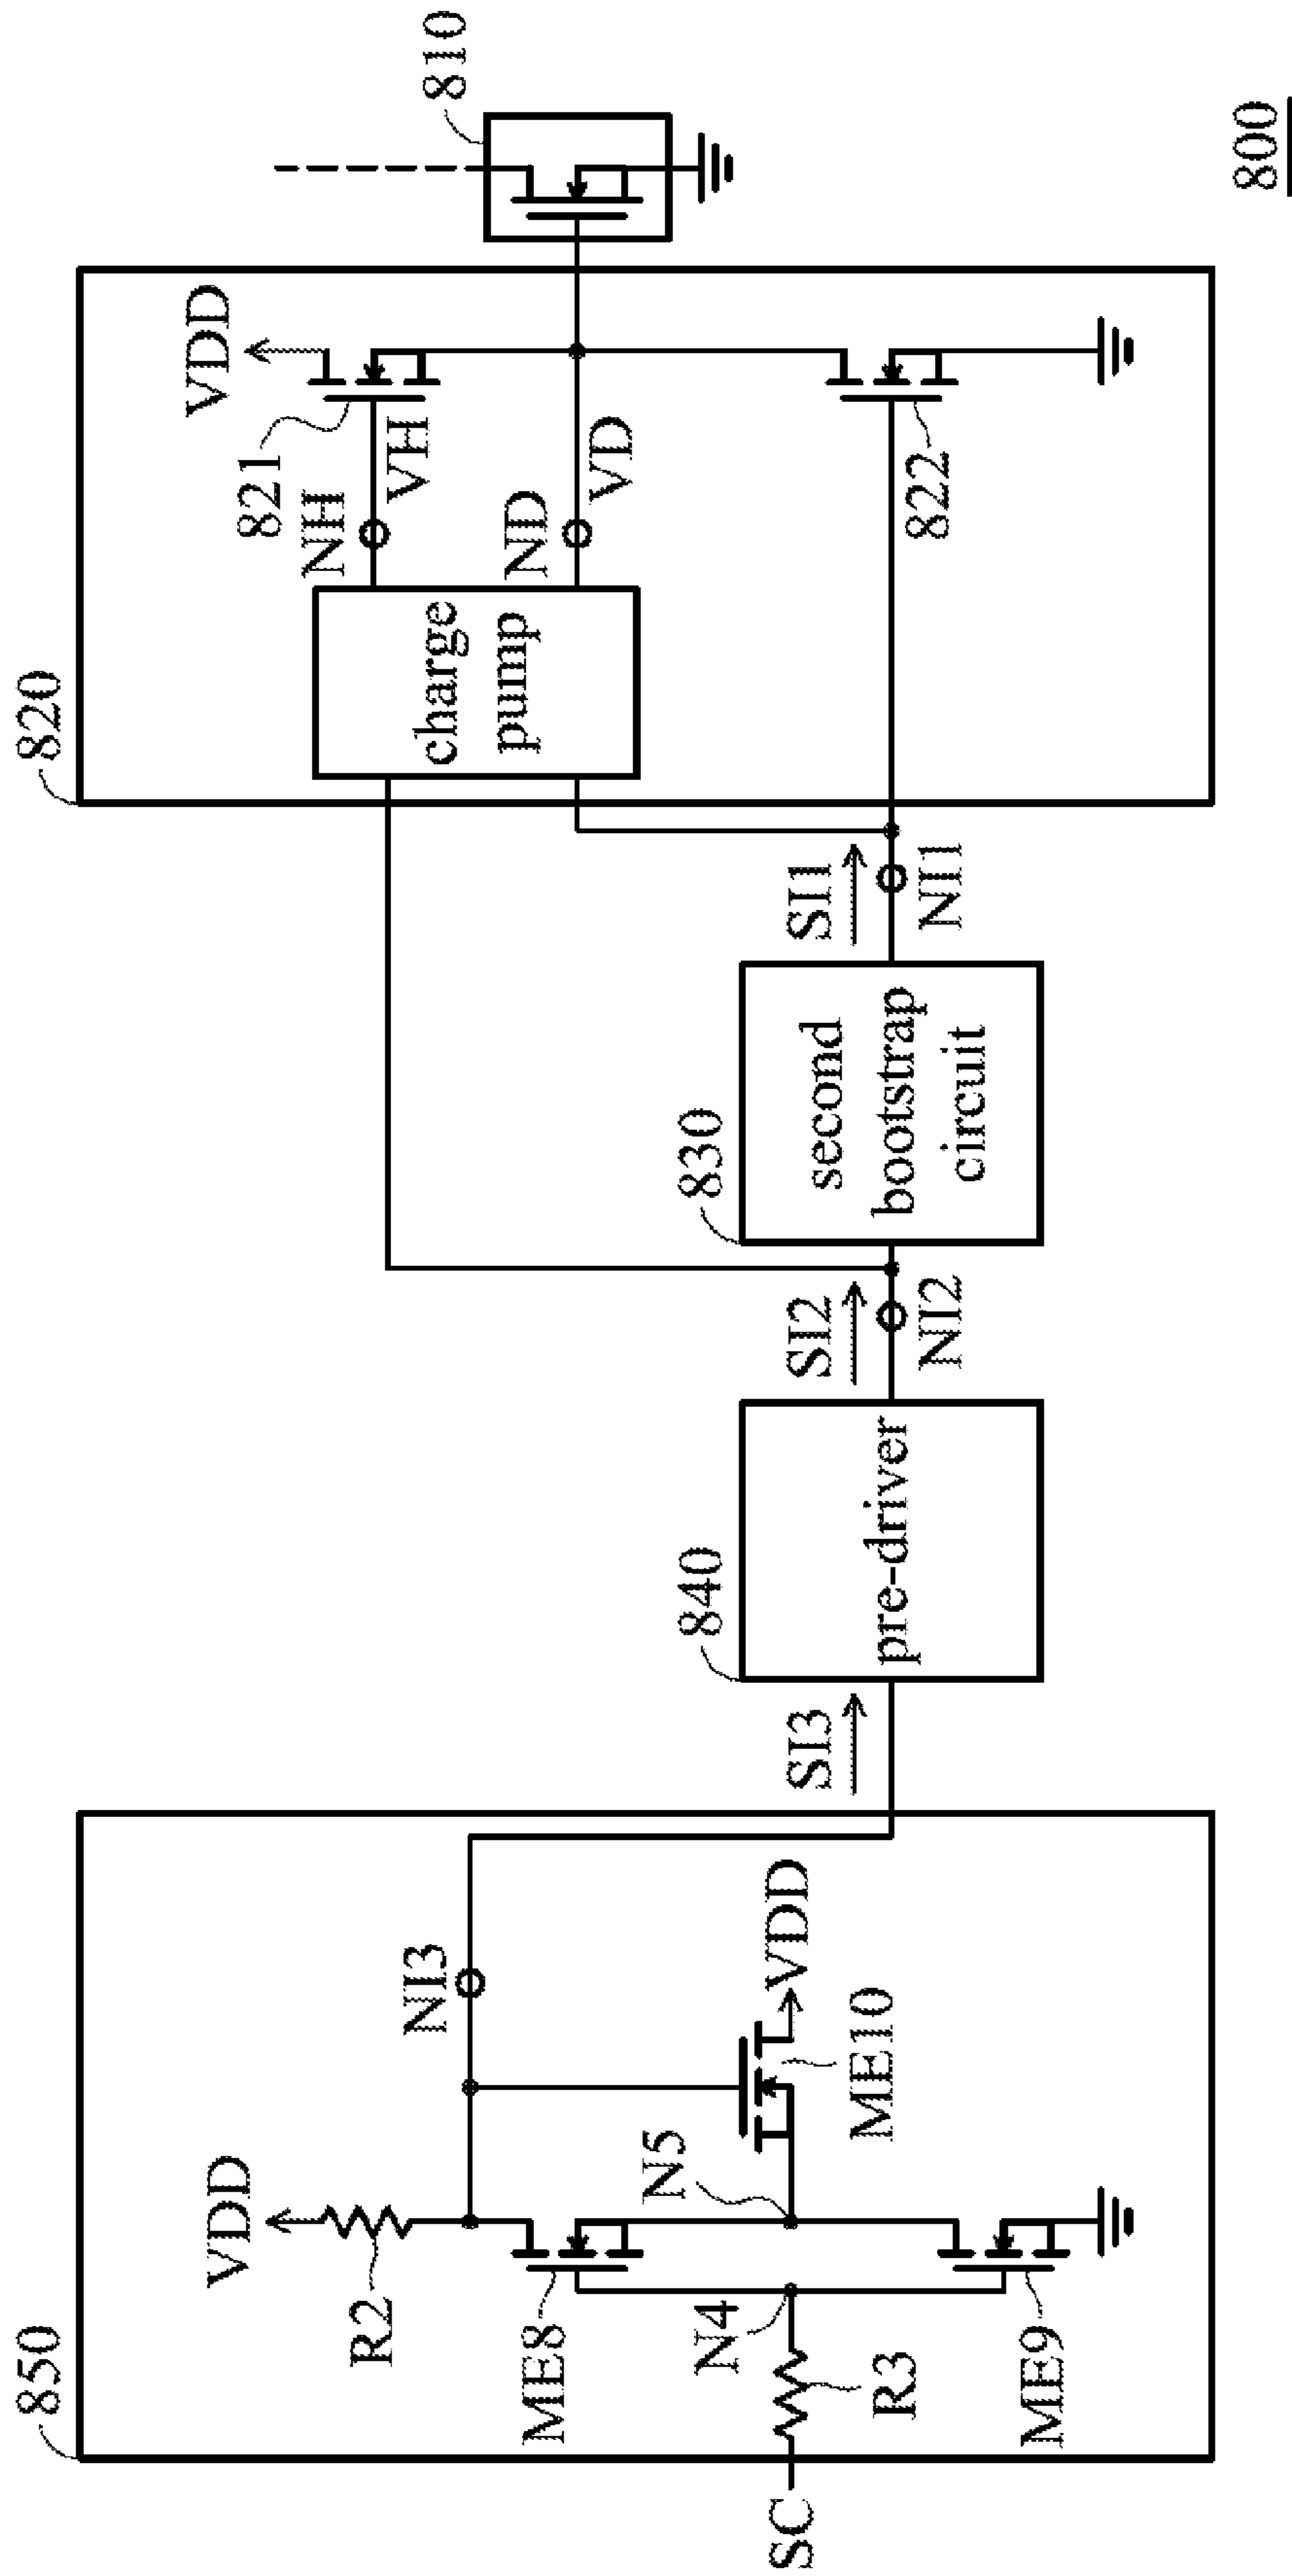 850
VDD
R2
NI3
ME8
N5
VDD
ME10
N4
SC
R3
ME9
SI3
840
pre-driver
SI2
NI2
830
second
bootstrap
circuit
SI1
NI1
820
charge
pump
NH
VH
821
VDD
ND
VD
822
810
800